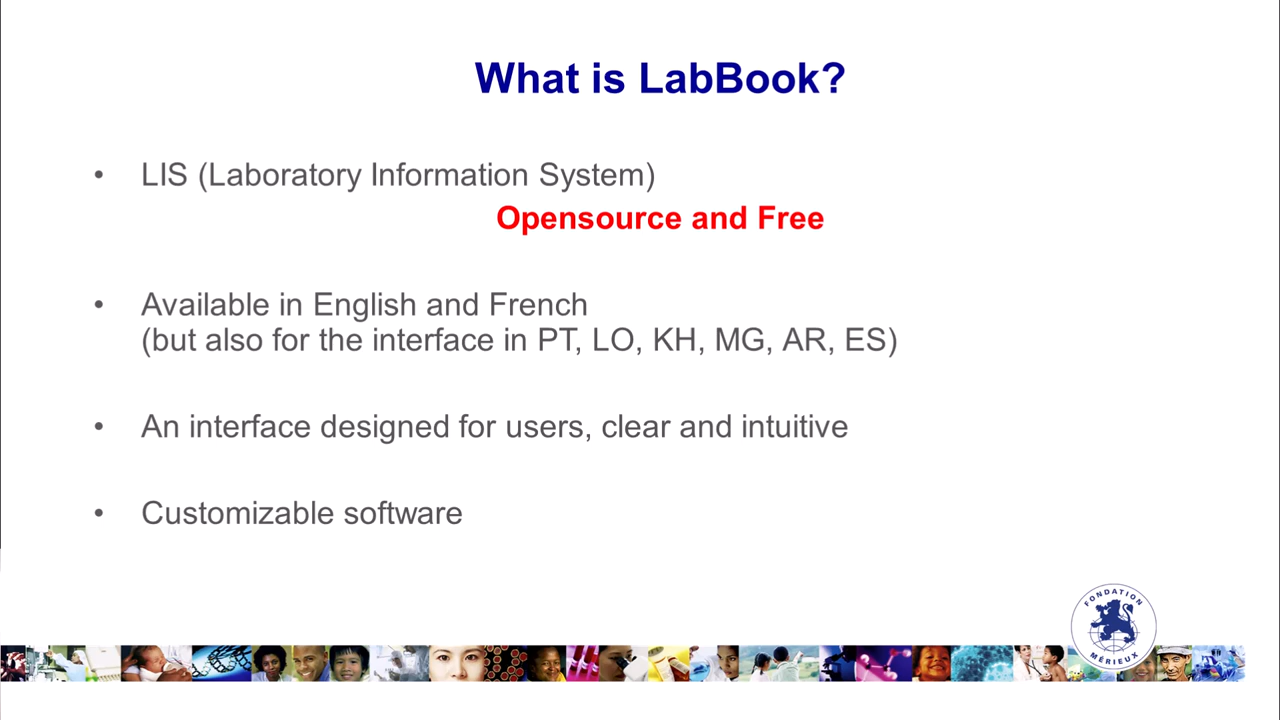 What is LabBook?
• LIS (Laboratory Information System)
Opensource and Free
• Available in English and French
(but also for the interface in PT, LO, KH, MG, AR, ES)
• An interface designed for users, clear and intuitive
• Customizable software
FONDATION
MÉRIEUX